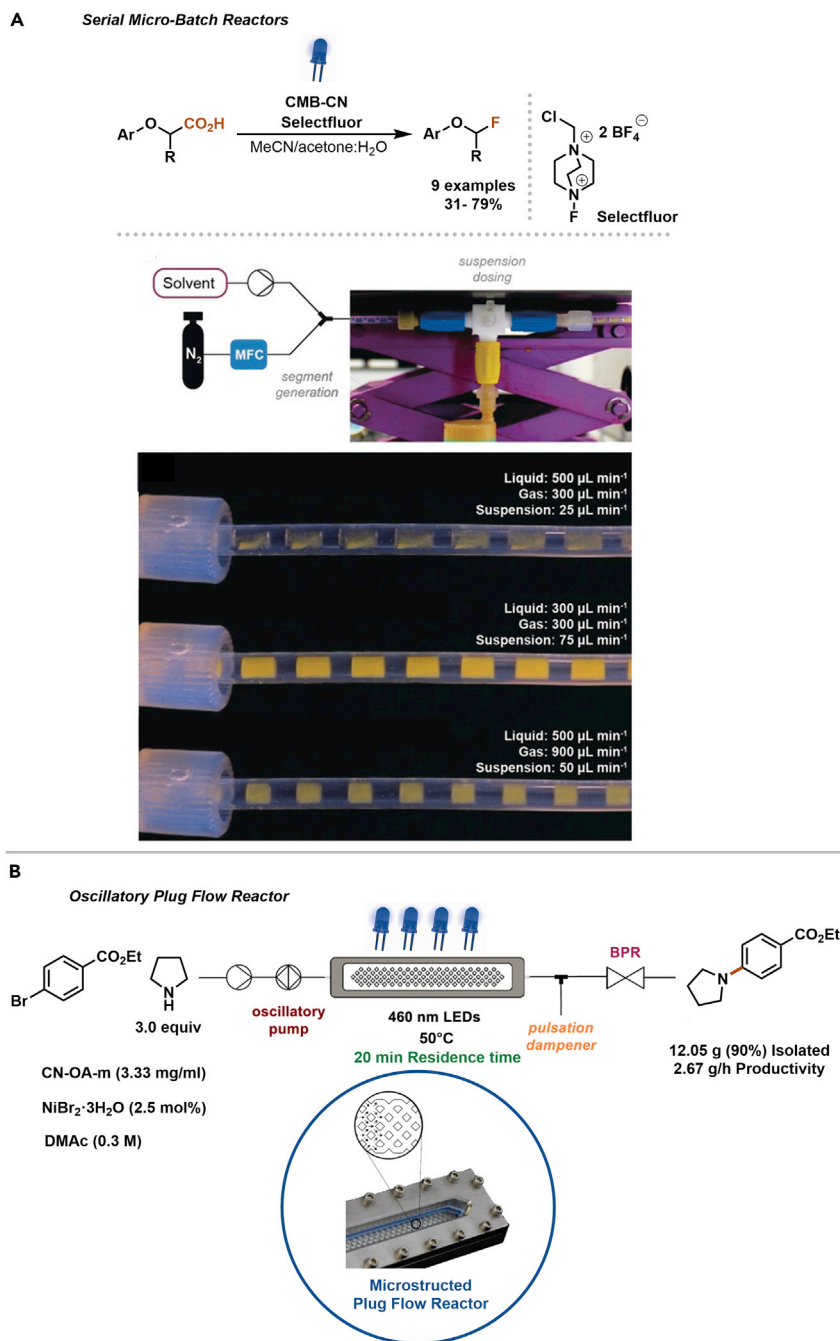 A
Serial Micro-Batch Reactors
Ar
O
CO₂H
R
CMB-CN
Selectfluor
MeCN/acetone:H₂O
Ar
O
F
R
9 examples
31- 79%
Cl
2 BF₄⊖
N
⊕
N
⊕
F
Selectfluor
Solvent
N₂
MFC
segment
generation
suspension
dosing
Liquid: 500 µL min⁻¹
Gas: 300 µL min⁻¹
Suspension: 25 µL min⁻¹
Liquid: 300 µL min⁻¹
Gas: 300 µL min⁻¹
Suspension: 75 µL min⁻¹
Liquid: 500 µL min⁻¹
Gas: 900 µL min⁻¹
Suspension: 50 µL min⁻¹
B
Oscillatory Plug Flow Reactor
CO₂Et
Br
N
H
3.0 equiv
CN-OA-m (3.33 mg/ml)
NiBr₂·3H₂O (2.5 mol%)
DMAc (0.3 M)
oscillatory
pump
460 nm LEDs
50°C
20 min Residence time
pulsation
dampener
BPR
CO₂Et
N
12.05 g (90%) Isolated
2.67 g/h Productivity
Microstructed
Plug Flow Reactor